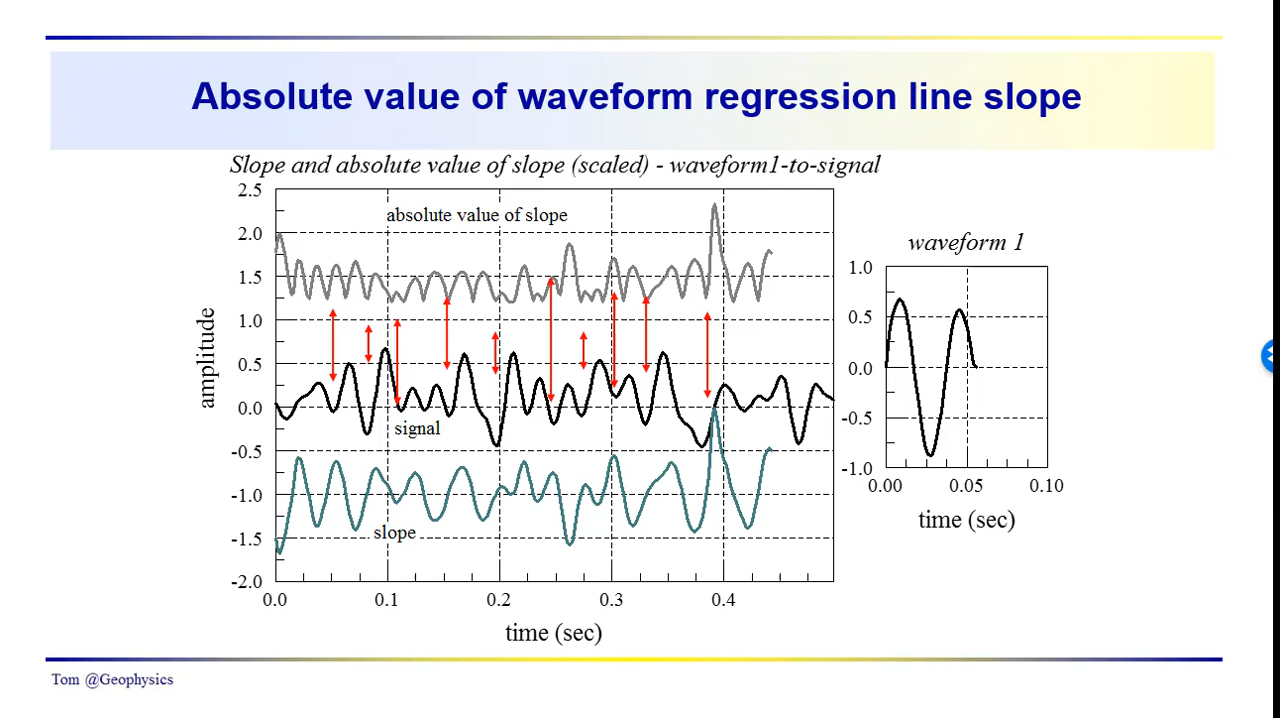 Absolute value of waveform regression line slope
Slope and absolute value of slope (scaled) - waveform1-to-signal
2.5
2.0
1.5
1.0
0.5
0.0
-0.5
-1.0
-1.5
-2.0
amplitude
absolute value of slope
signal
slope
0.0 0.1 0.2 0.3 0.4
time (sec)
waveform 1
1.0
0.5
0.0
-0.5
-1.0
0.00 0.05 0.10
time (sec)
Tom @Geophysics